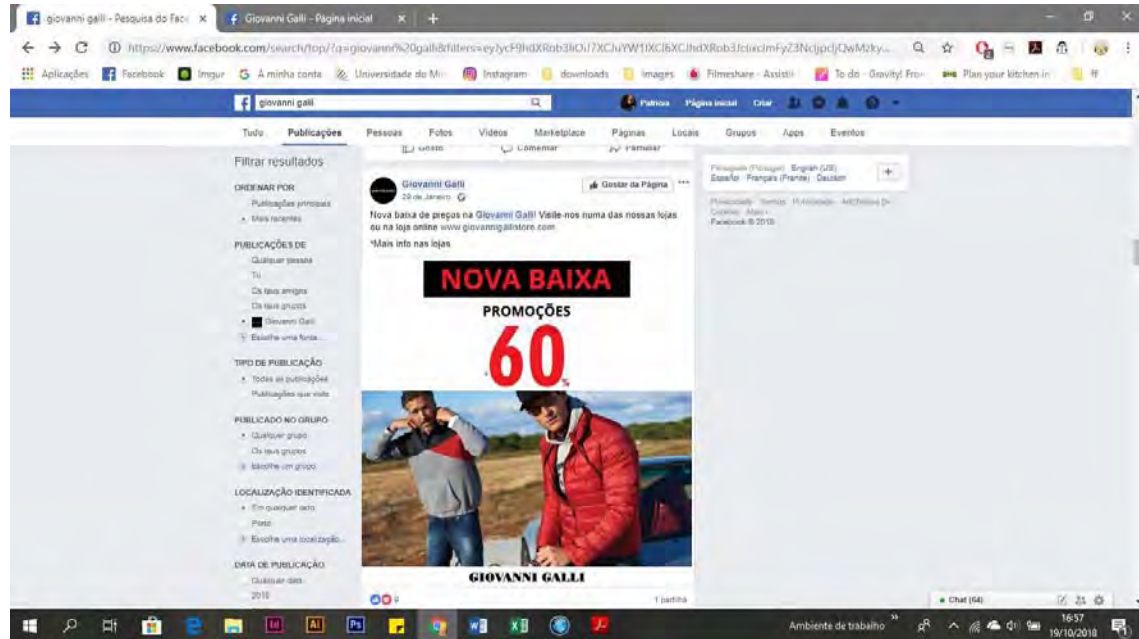 giovanni galli - Pesquisa do Fac
Giovanni Galli - Página inicial
Aplicações
Facebook
Imgur
A minha conta
Universidade do Mi
Instagram
downloads
images
Filmeshare - Assistir
To do - Gravity! Fro
Plan your kitchen in
giovanni galli
Patricia
Página inicial
Criar
Tudo
Publicações
Pessoas
Fotos
Vídeos
Marketplace
Páginas
Locais
Grupos
Apps
Eventos
Gosto
Comentar
Partilhar
Filtrar resultados
ORDENAR POR
Publicações principais
Mais recentes
PUBLICAÇÕES DE
Qualquer pessoa
Tu
Os teus amigos
Os teus grupos
Giovanni Galli
Escolhe uma fonte...
TIPO DE PUBLICAÇÃO
Todas as publicações
Publicações que viste
PUBLICADO NO GRUPO
Qualquer grupo
Os teus grupos
Escolhe um grupo
LOCALIZAÇÃO IDENTIFICADA
Em qualquer lado
Porto
Escolhe uma localização...
DATA DE PUBLICAÇÃO
Qualquer data
2018
Giovanni Galli
29 de Janeiro
Gostar da Página
Nova baixa de preços na Giovanni Galli! Visite-nos numa das nossas lojas
ou na loja online www.giovannigallistore.com
*Mais info nas lojas
NOVA BAIXA
PROMOÇÕES
60
%
GIOVANNI GALLI
1 partilha
Português (Portugal) · English (US)
Español · Français (France) · Deutsch
Facebook © 2018
Chat (64)
Ambiente de trabalho
16:57
19/10/2018